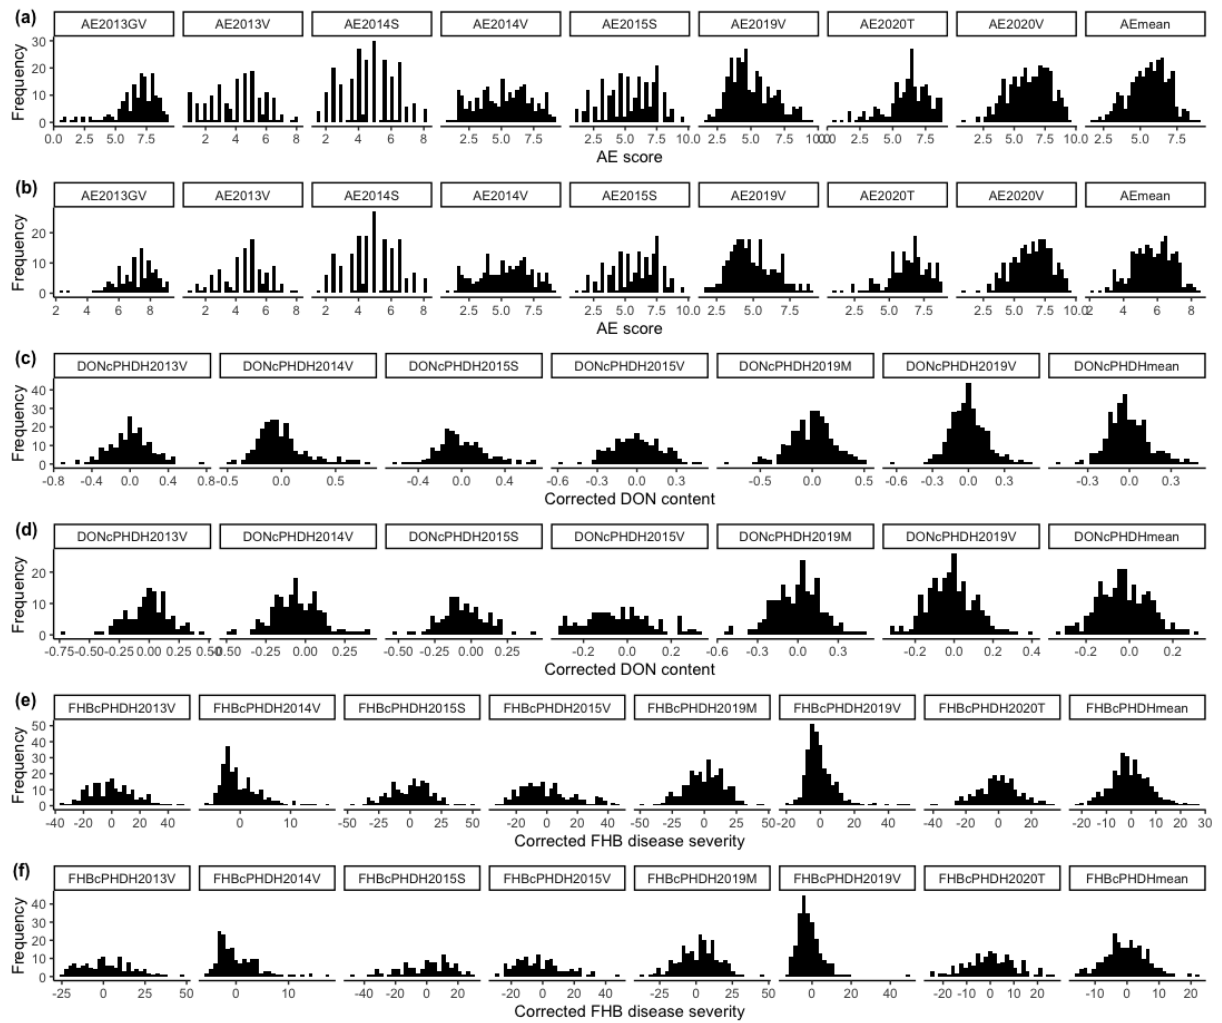 (a) AE2013GV AE2013V AE2014S AE2014V AE2015S AE2019V AE2020T AE2020V AEmean
Frequency
30
20
10
0
0.0 2.5 5.0 7.5 2 4 6 8 2 4 6 8 2.5 5.0 7.5 2.5 5.0 7.5 10.0 2.5 5.0 7.5 10.0 0.0 2.5 5.0 7.5 2.5 5.0 7.5 10.0 2.5 5.0 7.5
AE score
(b) AE2013GV AE2013V AE2014S AE2014V AE2015S AE2019V AE2020T AE2020V AEmean
Frequency
20
10
0
2 4 6 8 2 4 6 8 2 4 6 8 2.5 5.0 7.5 2.5 5.0 7.5 10.0 2.5 5.0 7.5 2.5 5.0 7.5 2.5 5.0 7.5 10.0 2 4 6 8
AE score
(c) DONcPHDH2013V DONcPHDH2014V DONcPHDH2015S DONcPHDH2015V DONcPHDH2019M DONcPHDH2019V DONcPHDHmean
Frequency
40
30
20
10
0
-0.8 -0.4 0.0 0.4 0.8 -0.5 0.0 0.5 -0.4 0.0 0.4 -0.6 -0.3 0.0 0.3 -0.5 0.0 0.5 -0.6 -0.3 0.0 0.3 -0.3 0.0 0.3
Corrected DON content
(d) DONcPHDH2013V DONcPHDH2014V DONcPHDH2015S DONcPHDH2015V DONcPHDH2019M DONcPHDH2019V DONcPHDHmean
Frequency
20
10
0
-0.75 -0.50 -0.25 0.00 0.25 0.50 -0.50 -0.25 0.00 0.25 -0.50 -0.25 0.00 0.25 -0.2 0.0 0.2 -0.6 -0.3 0.0 0.3 -0.2 0.0 0.2 0.4 -0.2 0.0 0.2
Corrected DON content
(e) FHBcPHDH2013V FHBcPHDH2014V FHBcPHDH2015S FHBcPHDH2015V FHBcPHDH2019M FHBcPHDH2019V FHBcPHDH2020T FHBcPHDHmean
Frequency
50
40
30
20
10
0
-40 -20 0 20 40 0 10 -50 -25 0 25 50 -20 0 20 40 -50 -25 0 25 50 -20 0 20 40 -40 -20 0 20 -20 -10 0 10 20 30
Corrected FHB disease severity
(f) FHBcPHDH2013V FHBcPHDH2014V FHBcPHDH2015S FHBcPHDH2015V FHBcPHDH2019M FHBcPHDH2019V FHBcPHDH2020T FHBcPHDHmean
Frequency
40
30
20
10
0
-25 0 25 50 0 10 -40 -20 0 20 -20 0 20 40 -50 -25 0 25 50 -20 0 20 40 -20 -10 0 10 20 -10 0 10 20
Corrected FHB disease severity